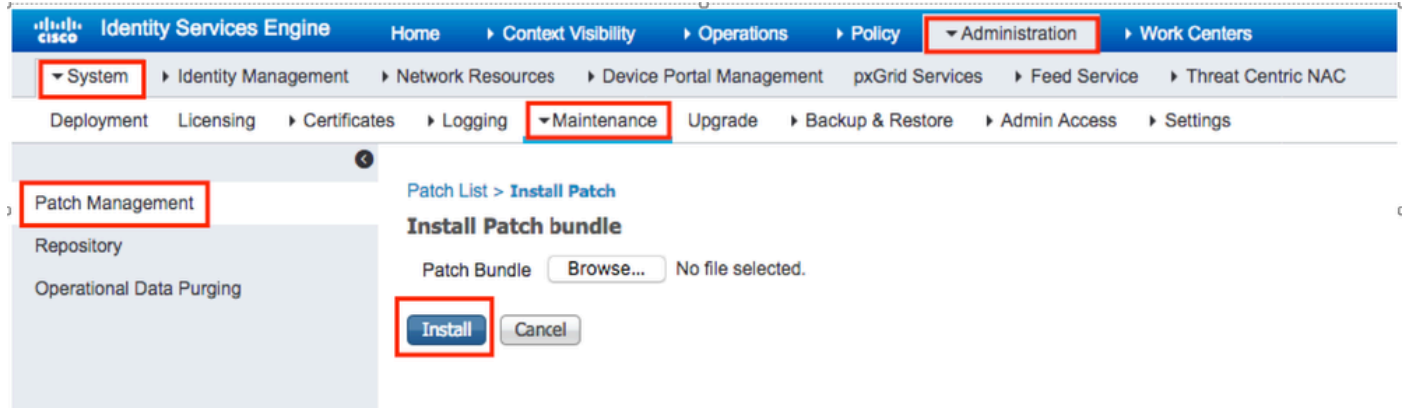 cisco Identity Services Engine Home Context Visibility Operations Policy Administration Work Centers
System Identity Management Network Resources Device Portal Management pxGrid Services Feed Service Threat Centric NAC
Deployment Licensing Certificates Logging Maintenance Upgrade Backup & Restore Admin Access Settings
Patch Management
Repository
Operational Data Purging
Patch List > Install Patch
Install Patch bundle
Patch Bundle Browse... No file selected.
Install Cancel